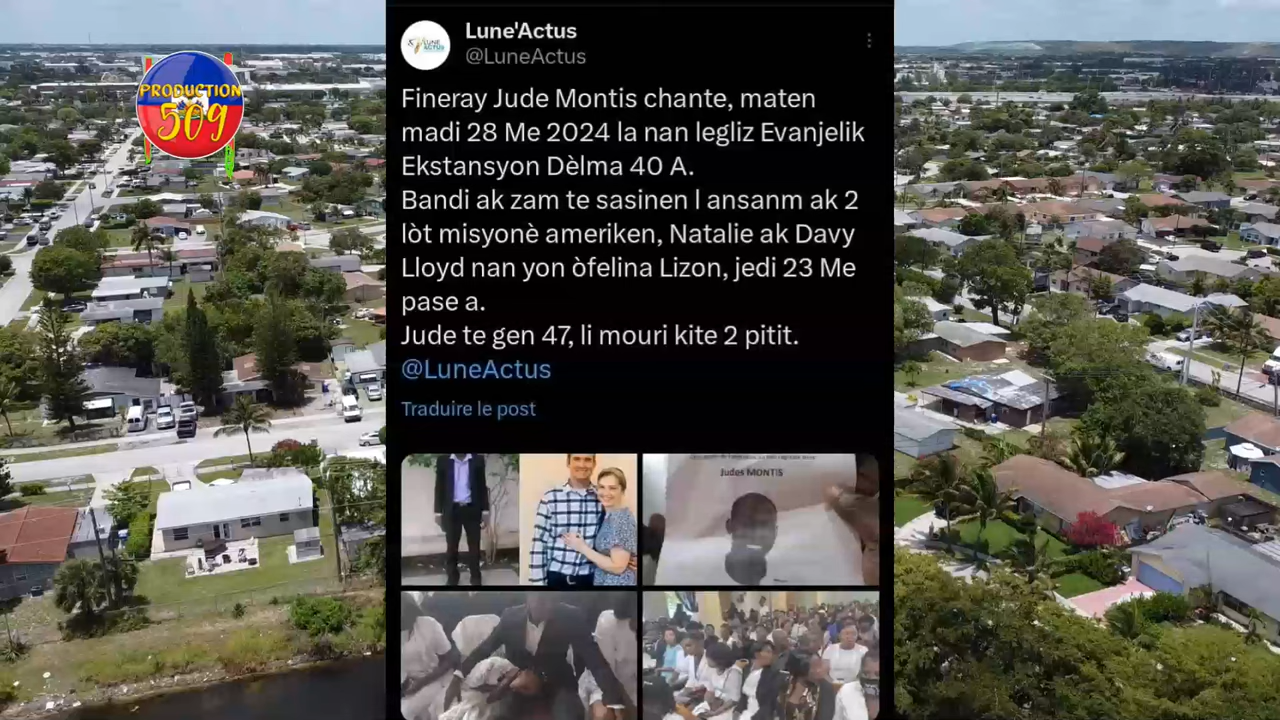 PRODUCTION
509
Lune'Actus
@LuneActus
Fineray Jude Montis chante, maten
madi 28 Me 2024 la nan legliz Evanjelik
Ekstansyon Dèlma 40 A.
Bandi ak zam te sasinen l ansanm ak 2
lòt misyonè ameriken, Natalie ak Davy
Lloyd nan yon òfelina Lizon, jedi 23 Me
pase a.
Jude te gen 47, li mouri kite 2 pitit.
@LuneActus
Traduire le post
Judes MONTIS